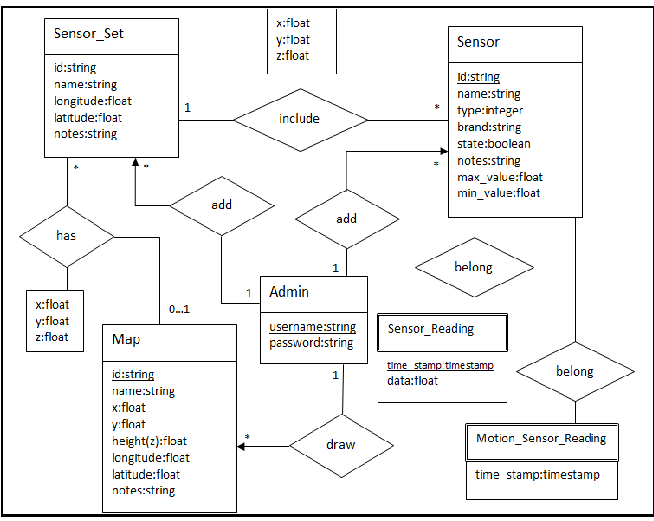 Sensor_Set
id:string
name:string
longitude:float
latitude:float
notes:string
x:float
y:float
z:float
Sensor
id:string
name:string
type:integer
brand:string
state:boolean
notes:string
max_value:float
min_value:float
1
include
*
*
*
*
has
add
add
belong
x:float
y:float
z:float
0...1
1
1
Admin
username:string
password:string
Sensor_Reading
time_stamp:timestamp
data:float
Map
id:string
name:string
x:float
y:float
height(z):float
longitude:float
latitude:float
notes:string
1
*
draw
belong
Motion_Sensor_Reading
time_stamp:timestamp